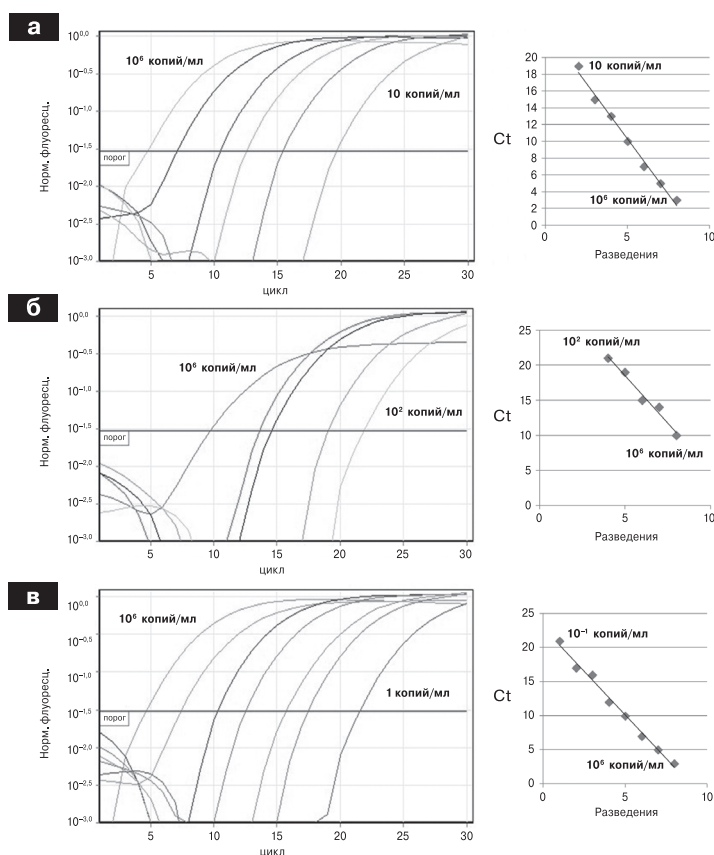 а
Норм. флуоресц.
10^0,0
10^-0,5
10^-1,0
10^-1,5
10^-2,0
10^-2,5
10^-3,0
10⁶ копий/мл
10 копий/мл
порог
5 10 15 20 25 30
цикл
Ct
20
18
16
14
12
10
8
6
4
2
0
10 копий/мл
10⁶ копий/мл
0 5 10
Разведения
б
Норм. флуоресц.
10^0,0
10^-0,5
10^-1,0
10^-1,5
10^-2,0
10^-2,5
10^-3,0
10⁶ копий/мл
10² копий/мл
порог
5 10 15 20 25 30
цикл
Ct
25
20
15
10
5
0
10² копий/мл
10⁶ копий/мл
0 5 10
Разведения
в
Норм. флуоресц.
10^0,0
10^-0,5
10^-1,0
10^-1,5
10^-2,0
10^-2,5
10^-3,0
10⁶ копий/мл
1 копий/мл
порог
5 10 15 20 25 30
цикл
Ct
25
20
15
10
5
0
10⁻¹ копий/мл
10⁶ копий/мл
0 5 10
Разведения